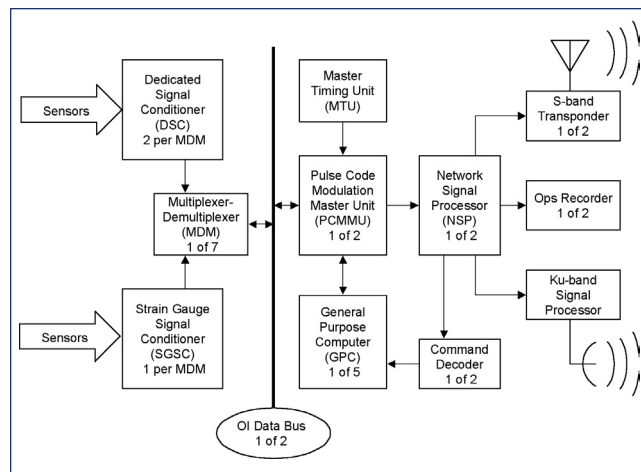 Sensors
Dedicated
Signal
Conditioner
(DSC)
2 per MDM
Multiplexer-
Demultiplexer
(MDM)
1 of 7
Sensors
Strain Gauge
Signal
Conditioner
(SGSC)
1 per MDM
OI Data Bus
1 of 2
Master
Timing Unit
(MTU)
Pulse Code
Modulation
Master Unit
(PCMMU)
1 of 2
General
Purpose
Computer
(GPC)
1 of 5
Network
Signal
Processor
(NSP)
1 of 2
Command
Decoder
1 of 2
S-band
Transponder
1 of 2
Ops Recorder
1 of 2
Ku-band
Signal
Processor